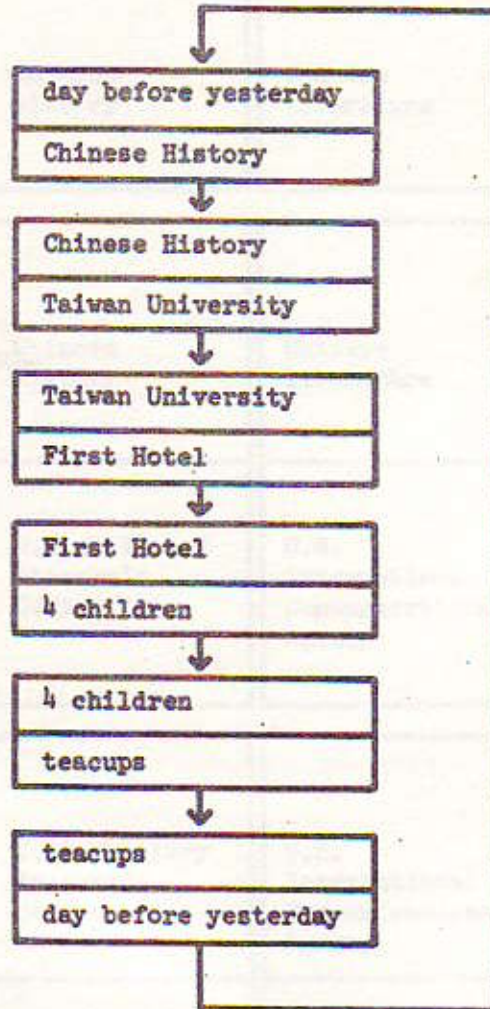 day before yesterday
Chinese History
Chinese History
Taiwan University
Taiwan University
First Hotel
First Hotel
4 children
4 children
teacups
teacups
day before yesterday